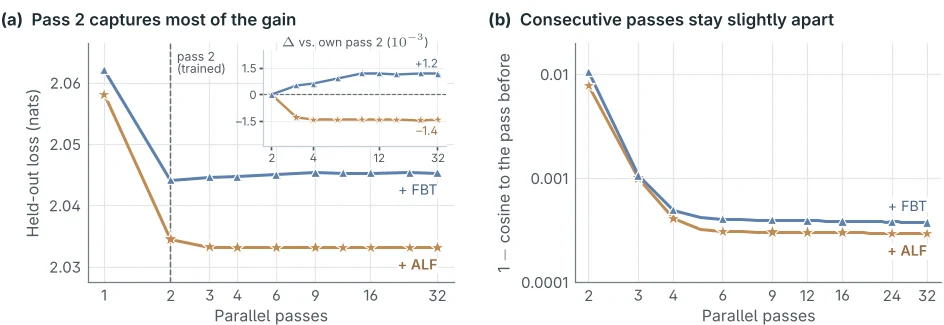 (a) Pass 2 captures most of the gain
Held-out loss (nats)
2.06
2.05
2.04
2.03
pass 2
(trained)
Δ vs. own pass 2 (10⁻³)
1.5
0
−1.5
+1.2
−1.4
2 4 12 32
+ FBT
+ ALF
1 2 3 4 6 9 16 32
Parallel passes
(b) Consecutive passes stay slightly apart
1 − cosine to the pass before
0.01
0.001
0.0001
+ FBT
+ ALF
2 3 4 6 9 12 16 24 32
Parallel passes